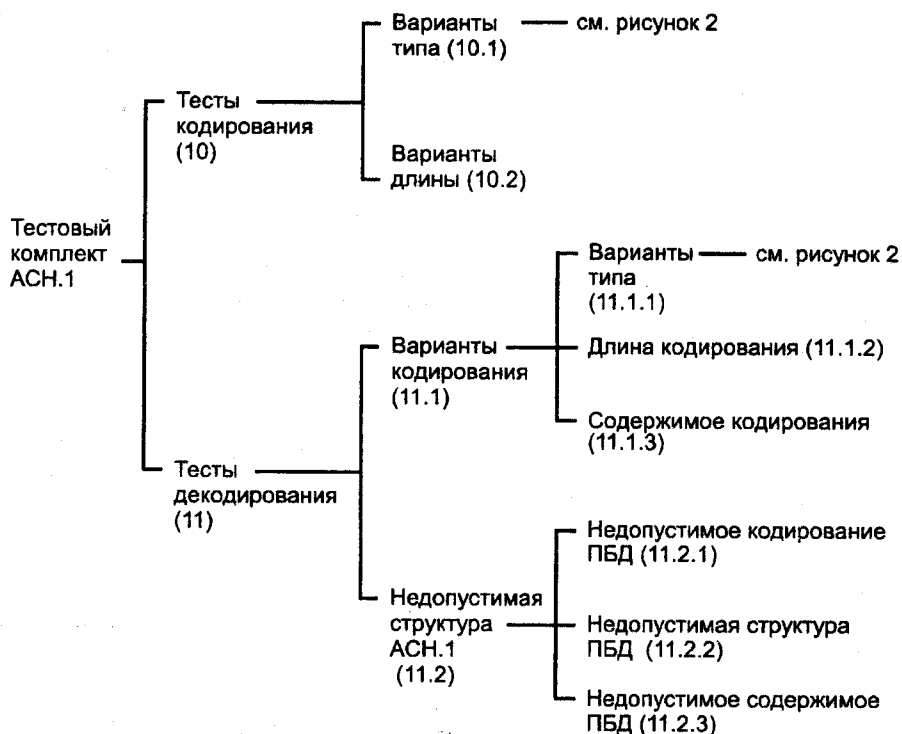 Варианты
типа (10.1)
см. рисунок 2
Тесты
кодирования
(10)
Варианты
длины (10.2)
Тестовый
комплект
АСН.1
Варианты
типа
(11.1.1)
см. рисунок 2
Варианты
кодирования
(11.1)
Длина кодирования (11.1.2)
Содержимое кодирования
(11.1.3)
Тесты
декодирования
(11)
Недопустимая
структура
АСН.1
(11.2)
Недопустимое кодирование
ПБД (11.2.1)
Недопустимая структура
ПБД (11.2.2)
Недопустимое содержимое
ПБД (11.2.3)